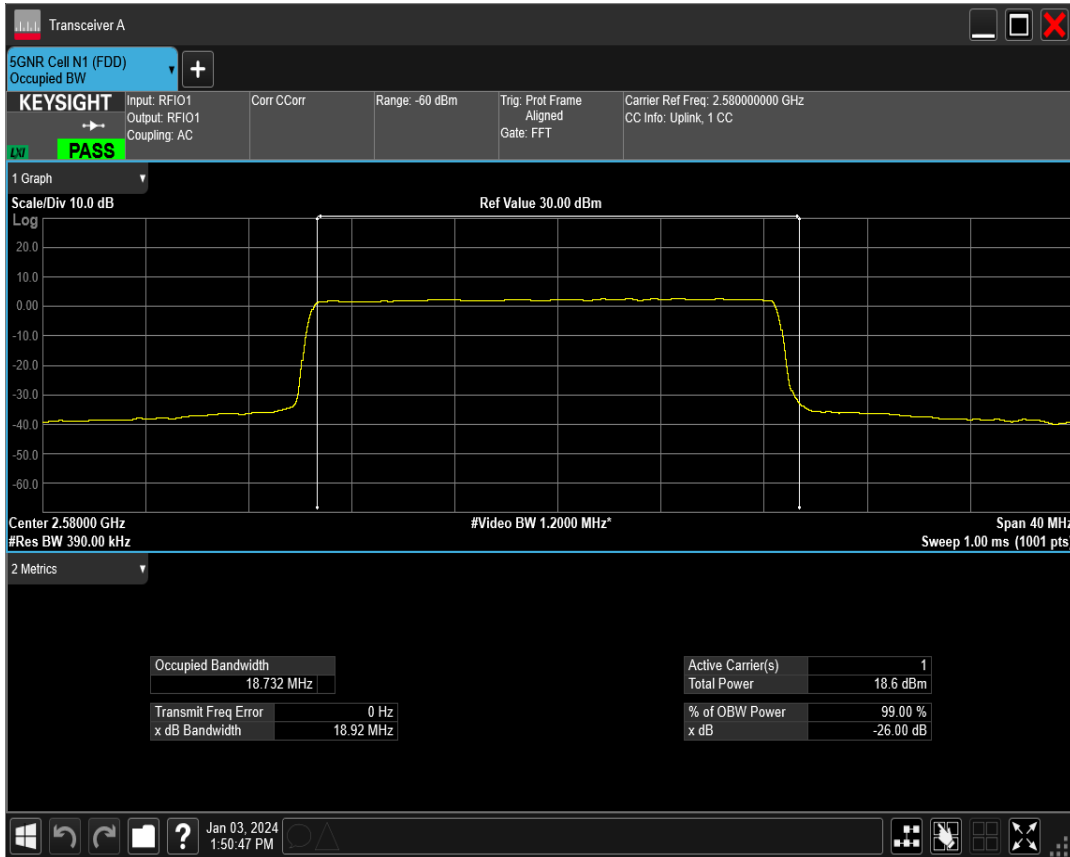 Transceiver A
5GNR Cell N1 (FDD)
Occupied BW
+
KEYSIGHT
LXI
PASS
Input: RFIO1
Output: RFIO1
Coupling: AC
Corr CCorr
Range: -60 dBm
Trig: Prot Frame
Aligned
Gate: FFT
Carrier Ref Freq: 2.580000000 GHz
CC Info: Uplink, 1 CC
1 Graph
Scale/Div 10.0 dB
Ref Value 30.00 dBm
Log
20.0
10.0
0.00
-10.0
-20.0
-30.0
-40.0
-50.0
-60.0
Center 2.58000 GHz
#Video BW 1.2000 MHz*
Span 40 MHz
#Res BW 390.00 kHz
Sweep 1.00 ms (1001 pts)
2 Metrics
Occupied Bandwidth
18.732 MHz
Transmit Freq Error 0 Hz
x dB Bandwidth 18.92 MHz
Active Carrier(s) 1
Total Power 18.6 dBm
% of OBW Power 99.00 %
x dB -26.00 dB
?
Jan 03, 2024
1:50:47 PM